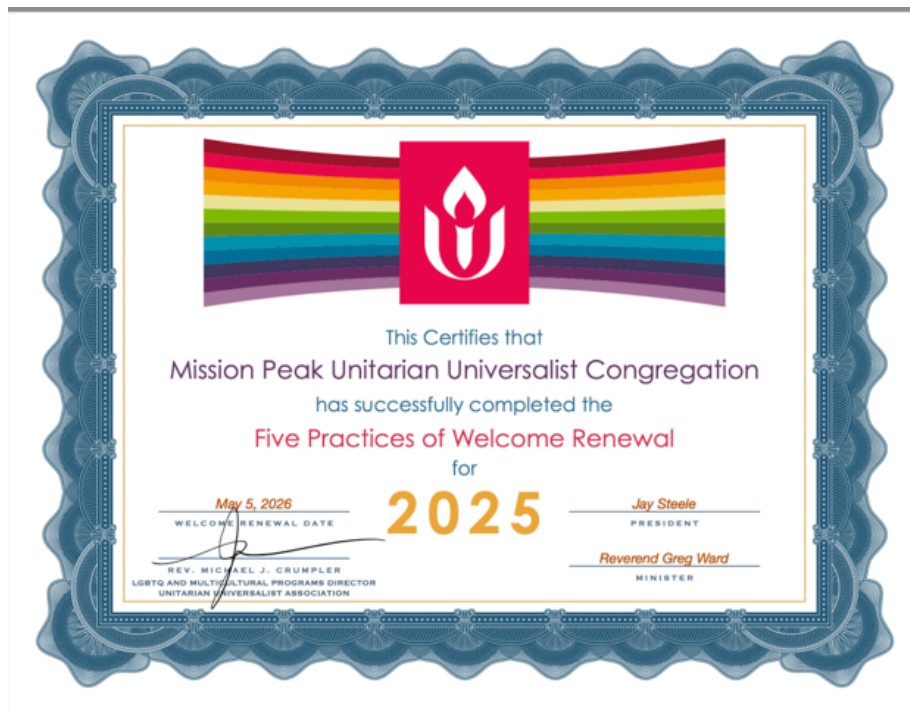 This Certifies that
Mission Peak Unitarian Universalist Congregation
has successfully completed the
Five Practices of Welcome Renewal
for
2025
May 5, 2026
WELCOME RENEWAL DATE
REV. MICHAEL J. CRUMPLER
LGBTQ AND MULTICULTURAL PROGRAMS DIRECTOR
UNITARIAN UNIVERSALIST ASSOCIATION
Jay Steele
PRESIDENT
Reverend Greg Ward
MINISTER